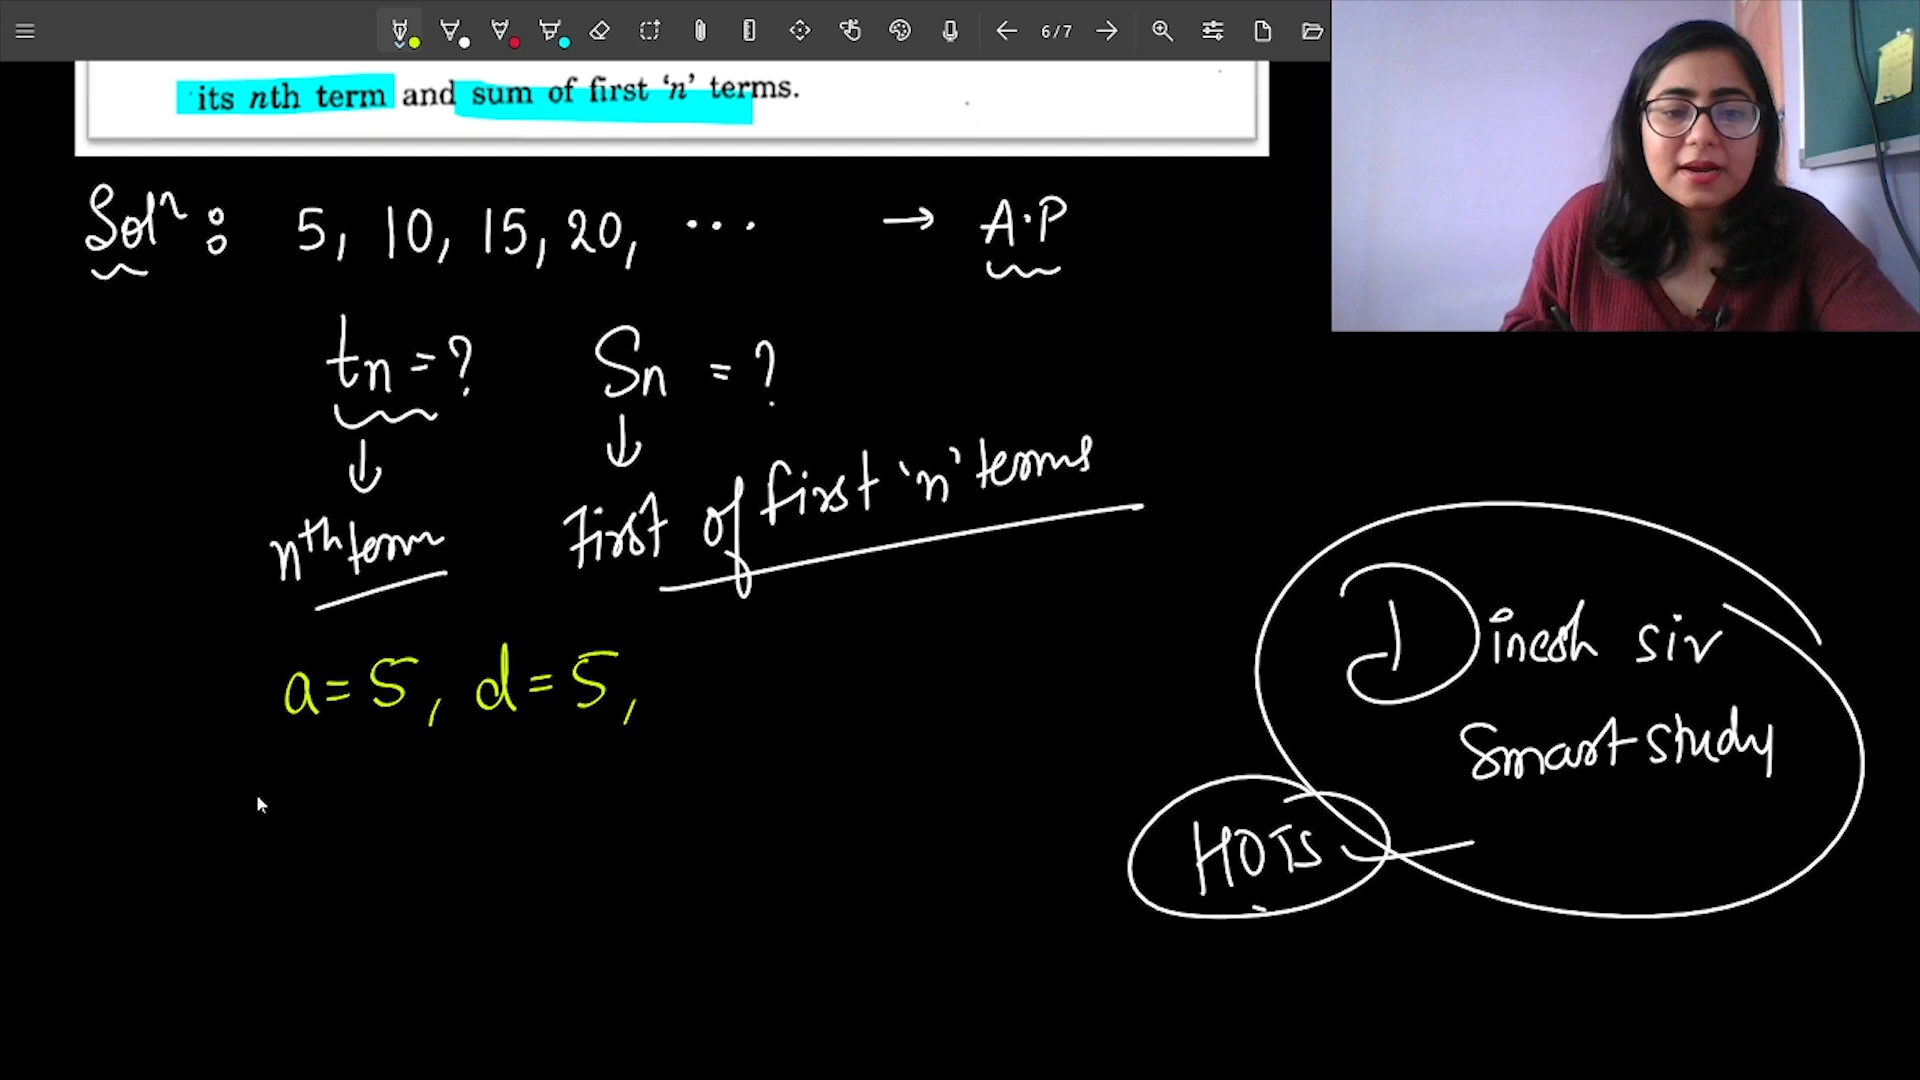 6/7
its nth term and sum of first 'n' terms.
Solⁿ : 5, 10, 15, 20, ... → A.P
tn = ? Sn = ?
↓ ↓
nth term First of first 'n' terms
a = 5, d = 5,
Dinesh sir
Smart study
HOTS